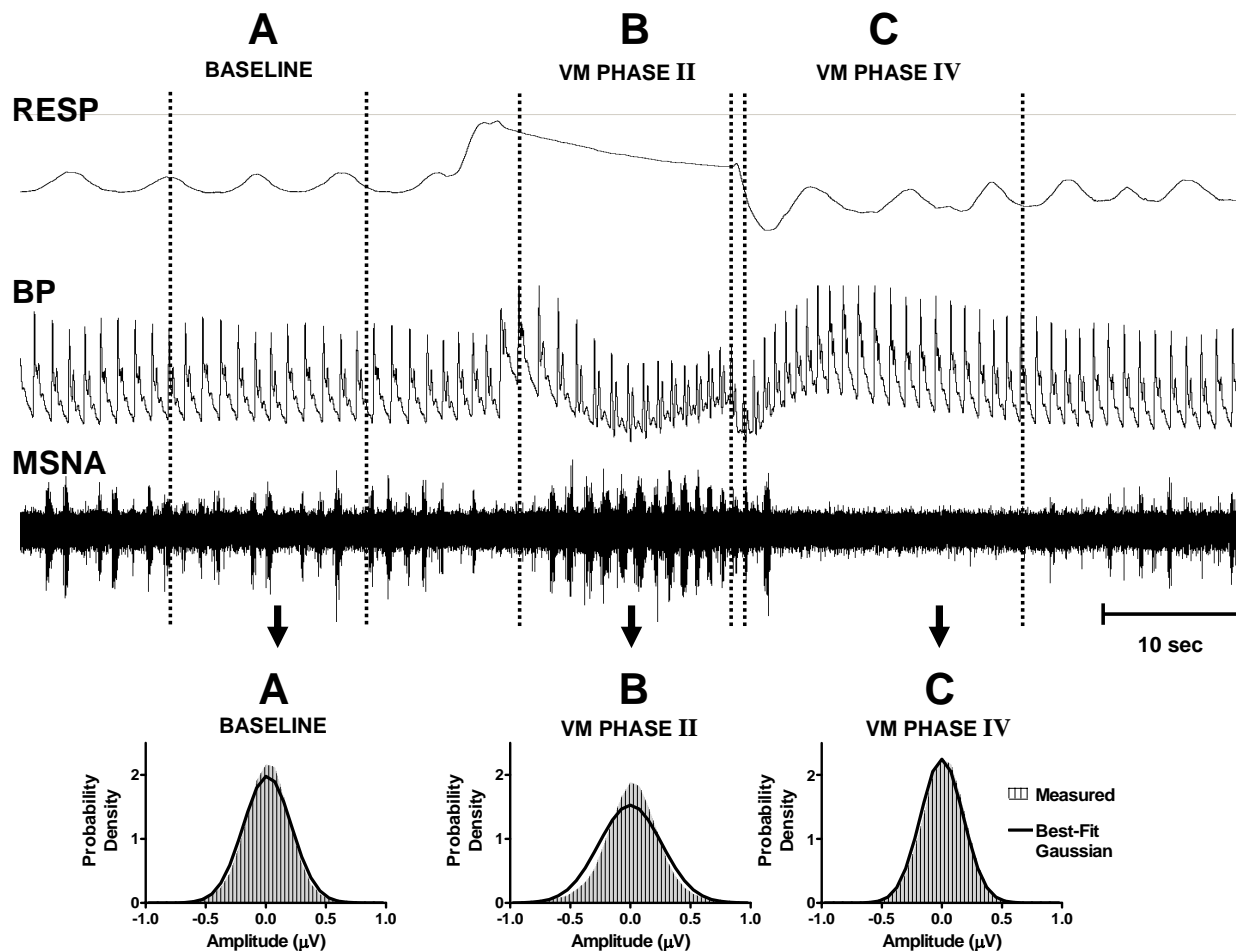 A
B
C
BASELINE
VM PHASE II
VM PHASE IV
RESP
BP
MSNA
10 sec
A
B
C
BASELINE
VM PHASE II
VM PHASE IV
Probability
Density
2
1
0
-1.0 -0.5 0.0 0.5 1.0
Amplitude (μV)
Probability
Density
2
1
0
-1.0 -0.5 0.0 0.5 1.0
Amplitude (μV)
Probability
Density
2
1
0
-1.0 -0.5 0.0 0.5 1.0
Amplitude (μV)
Measured
Best-Fit
Gaussian